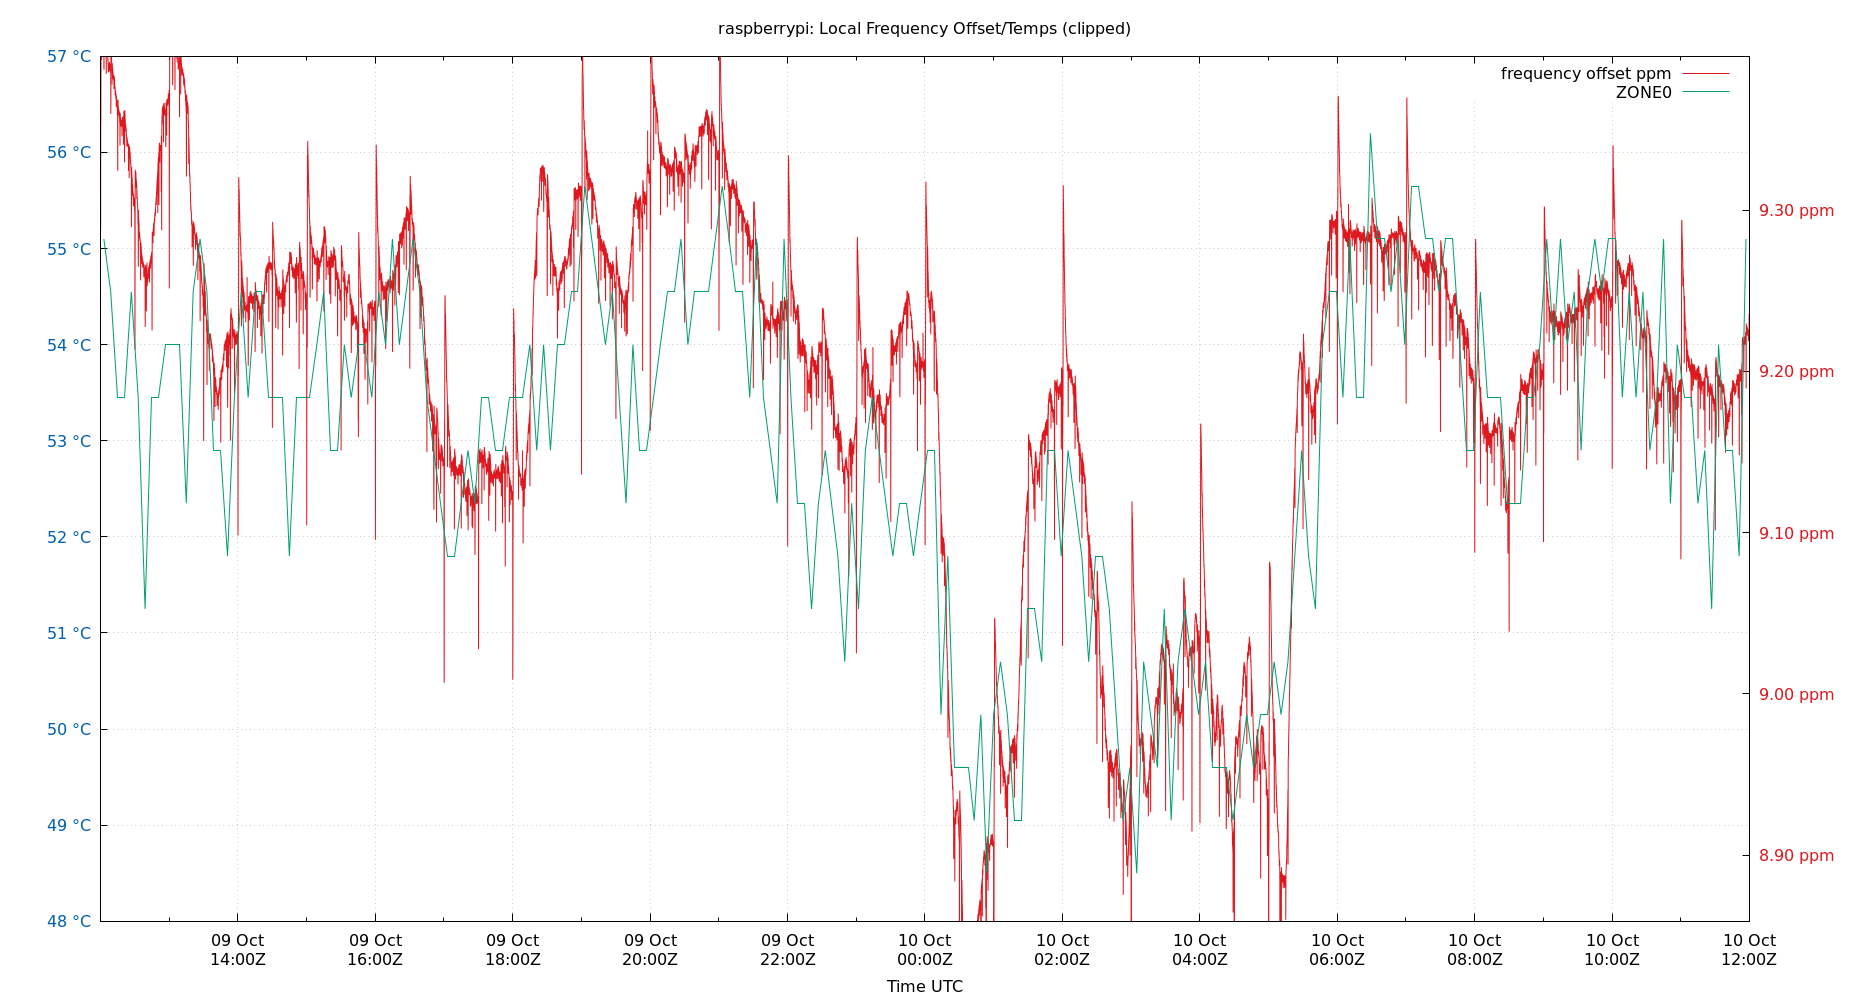 raspberrypi: Local Frequency Offset/Temps (clipped)
frequency offset ppm
ZONE0
57 °C
56 °C
55 °C
54 °C
53 °C
52 °C
51 °C
50 °C
49 °C
48 °C
9.30 ppm
9.20 ppm
9.10 ppm
9.00 ppm
8.90 ppm
09 Oct 09 Oct 09 Oct 09 Oct 09 Oct 10 Oct 10 Oct 10 Oct 10 Oct 10 Oct 10 Oct 10 Oct
14:00Z 16:00Z 18:00Z 20:00Z 22:00Z 00:00Z 02:00Z 04:00Z 06:00Z 08:00Z 10:00Z 12:00Z
Time UTC